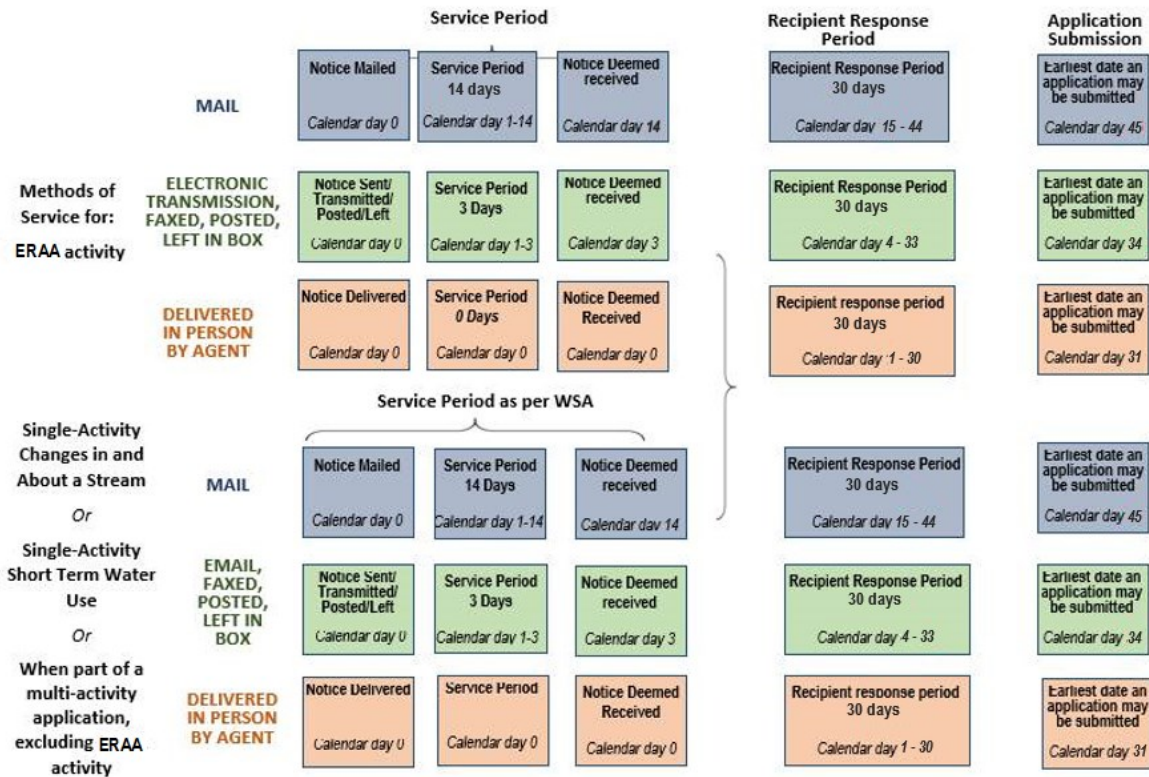 Service Period
Recipient Response
Period
Application
Submission
MAIL
Notice Mailed
Calendar day 0
Service Period
14 days
Calendar day 1-14
Notice Deemed
received
Calendar day 14
Recipient Response Period
30 days
Calendar day 15 - 44
Earliest date an
application may
be submitted
Calendar day 45
Methods of
Service for:
ERAA activity
ELECTRONIC
TRANSMISSION,
FAXED, POSTED,
LEFT IN BOX
Notice Sent/
Transmitted/
Posted/Left
Calendar day 0
Service Period
3 Days
Calendar day 1-3
Notice Deemed
received
Calendar day 3
Recipient Response Period
30 days
Calendar day 4 - 33
Earliest date an
application may
be submitted
Calendar day 34
DELIVERED
IN PERSON
BY AGENT
Notice Delivered
Calendar day 0
Service Period
0 Days
Calendar day 0
Notice Deemed
Received
Calendar day 0
Recipient response period
30 days
Calendar day 1 - 30
Earliest date an
application may
be submitted
Calendar day 31
Service Period as per WSA
Single-Activity
Changes in and
About a Stream
Or
Single-Activity
Short Term Water
Use
Or
When part of a
multi-activity
application,
excluding ERAA
activity
MAIL
Notice Mailed
Calendar day 0
Service Period
14 Days
Calendar day 1-14
Notice Deemed
received
Calendar day 14
Recipient Response Period
30 days
Calendar day 15 - 44
Earliest date an
application may
be submitted
Calendar day 45
EMAIL,
FAXED,
POSTED,
LEFT IN
BOX
Notice Sent/
Transmitted/
Posted/Left
Calendar day 0
Service Period
3 Days
Calendar day 1-3
Notice Deemed
received
Calendar day 3
Recipient Response Period
30 days
Calendar day 4 - 33
Earliest date an
application may
be submitted
Calendar day 34
DELIVERED
IN PERSON
BY AGENT
Notice Delivered
Calendar day 0
Service Period
Calendar day 0
Notice Deemed
Received
Calendar day 0
Recipient response period
30 days
Calendar day 1 - 30
Earliest date an
application may
be submitted
Calendar day 31